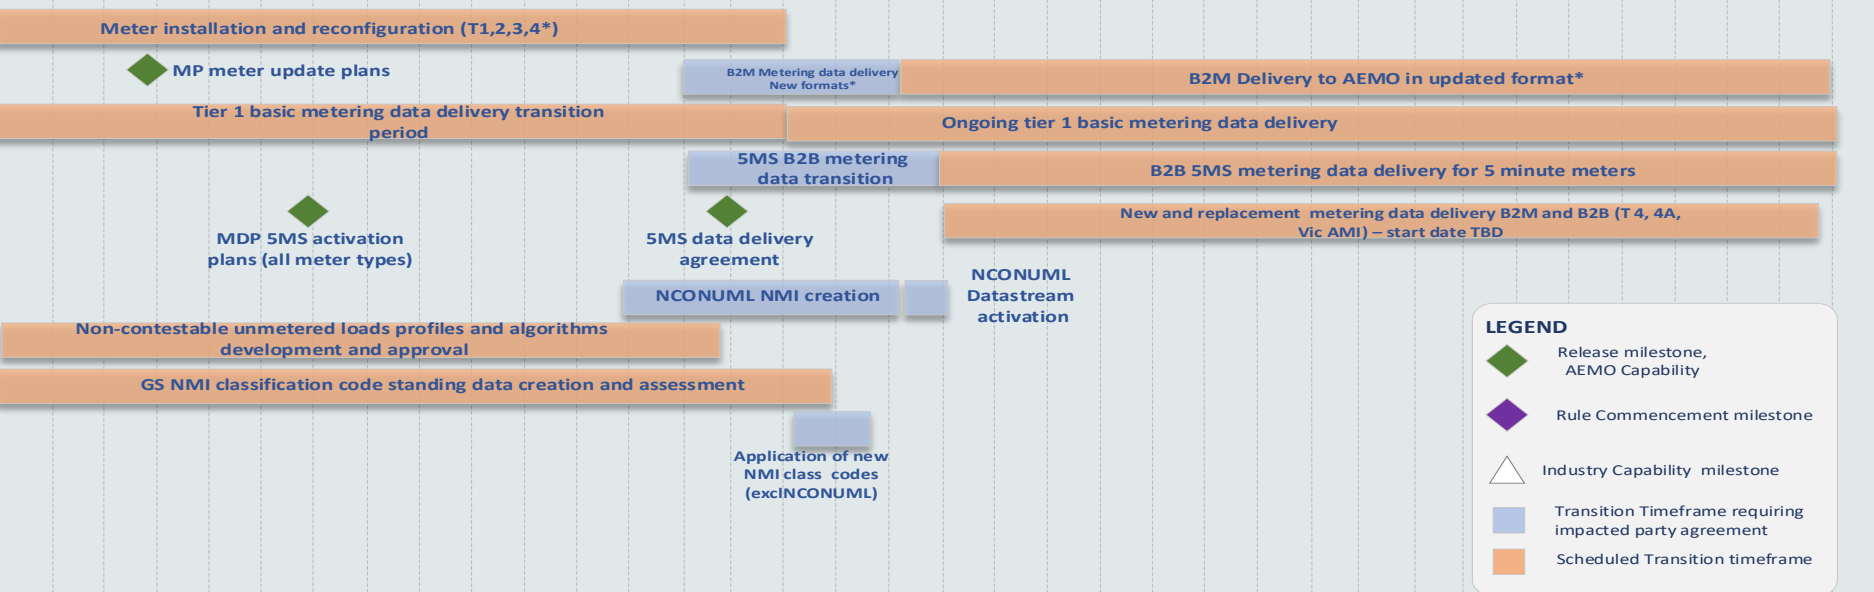 Meter installation and reconfiguration (T1,2,3,4*)
MP meter update plans
B2M Metering data delivery
New formats*
B2M Delivery to AEMO in updated format*
Tier 1 basic metering data delivery transition
period
Ongoing tier 1 basic metering data delivery
5MS B2B metering
data transition
B2B 5MS metering data delivery for 5 minute meters
MDP 5MS activation
plans (all meter types)
5MS data delivery
agreement
New and replacement metering data delivery B2M and B2B (T4, 4A,
Vic AMI) – start date TBD
NCONUML NMI creation
NCONUML
Datastream
activation
Non-contestable unmetered loads profiles and algorithms
development and approval
GS NMI classification code standing data creation and assessment
Application of new
NMI class codes
(exclNCONUML)
LEGEND
Release milestone,
AEMO Capability
Rule Commencement milestone
Industry Capability milestone
Transition Timeframe requiring
impacted party agreement
Scheduled Transition timeframe